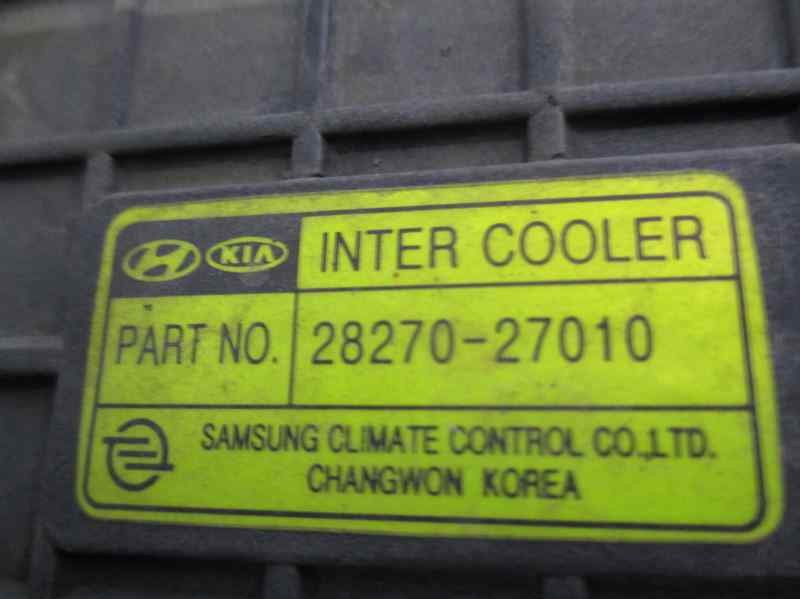 KIA INTER COOLER
PART NO. 28270-27010
SAMSUNG CLIMATE CONTROL CO.,LTD.
CHANGWON KOREA